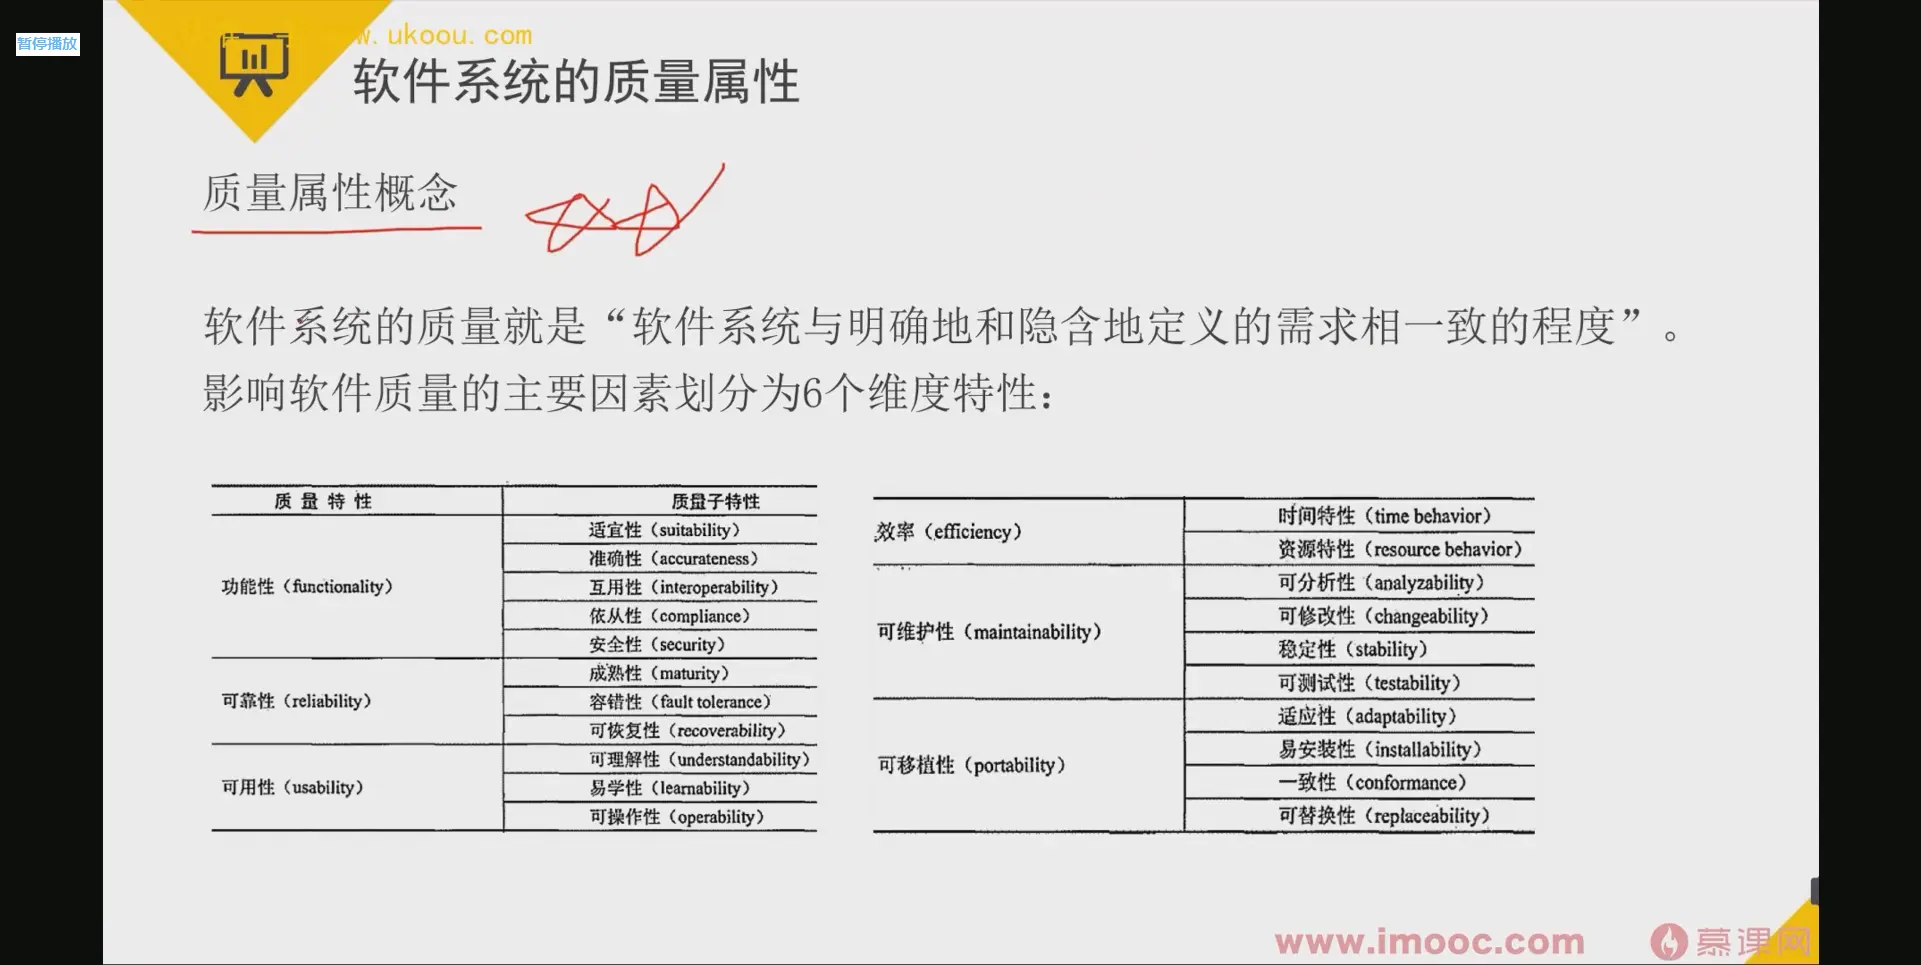 暂停播放
.ukoou.com
软件系统的质量属性
质量属性概念
软件系统的质量就是“软件系统与明确地和隐含地定义的需求相一致的程度”。
影响软件质量的主要因素划分为6个维度特性：
质量特性 质量子特性
功能性（functionality）
适宜性（suitability）
准确性（accurateness）
互用性（interoperability）
依从性（compliance）
安全性（security）
可靠性（reliability）
成熟性（maturity）
容错性（fault tolerance）
可恢复性（recoverability）
可用性（usability）
可理解性（understandability）
易学性（learnability）
可操作性（operability）
效率（efficiency）
时间特性（time behavior）
资源特性（resource behavior）
可维护性（maintainability）
可分析性（analyzability）
可修改性（changeability）
稳定性（stability）
可测试性（testability）
可移植性（portability）
适应性（adaptability）
易安装性（installability）
一致性（conformance）
可替换性（replaceability）
www.imooc.com
慕课网